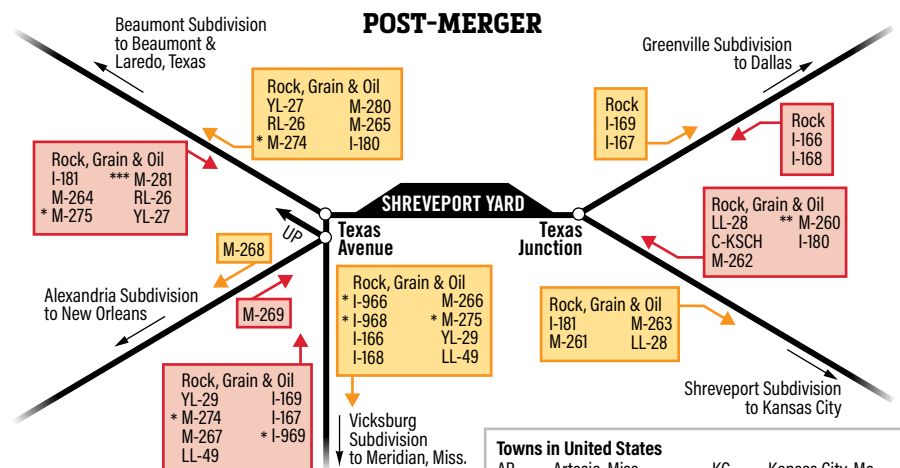 POST-MERGER
Beaumont Subdivision
to Beaumont &
Laredo, Texas
Greenville Subdivision
to Dallas
Rock, Grain & Oil
YL-27 M-280
RL-26 M-265
* M-274 I-180
Rock
I-169
I-167
Rock
I-166
I-168
Rock, Grain & Oil
I-181 *** M-281
M-264 RL-26
* M-275 YL-27
SHREVEPORT YARD
Texas
Avenue
Texas
Junction
UP
Rock, Grain & Oil
LL-28 ** M-260
C-KSCH I-180
M-262
M-268
M-269
Alexandria Subdivision
to New Orleans
Rock, Grain & Oil
* I-966 M-266
* I-968 * M-275
I-166 YL-29
I-168 LL-49
Rock, Grain & Oil
I-181 M-263
M-261 LL-28
Rock, Grain & Oil
YL-29 I-169
* M-274 I-167
M-267 * I-969
LL-49
Vicksburg
Subdivision
to Meridian, Miss.
Shreveport Subdivision
to Kansas City
Towns in United States